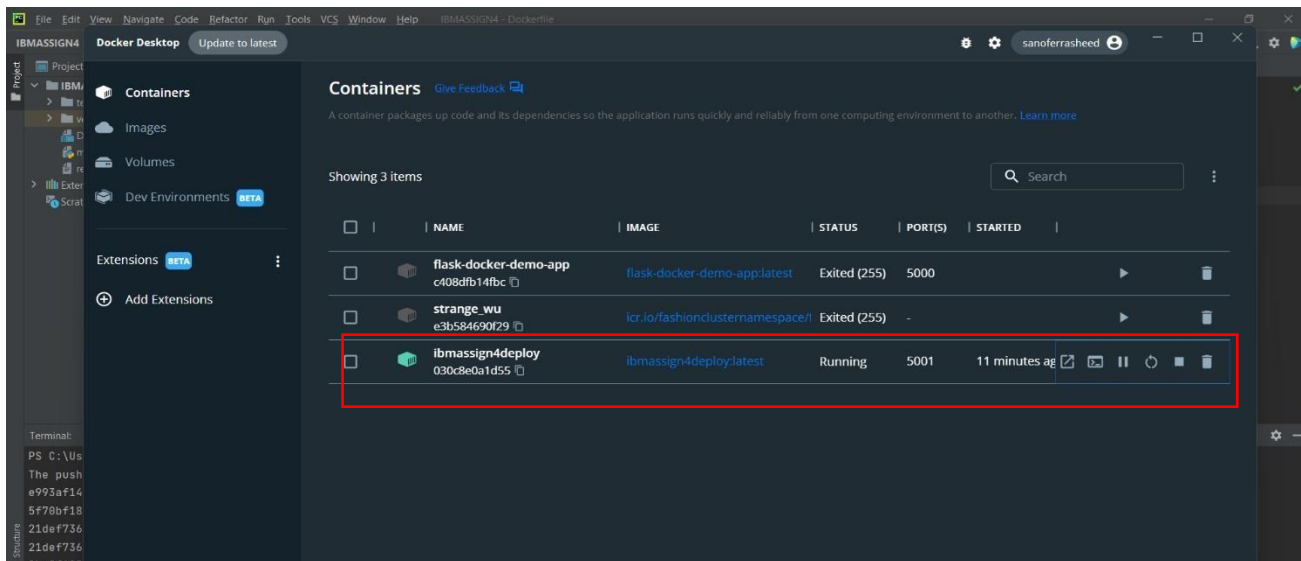 File Edit View Navigate Code Refactor Run Tools VCS Window Help IBMASSIGN4 - Dockerfile
IBMASSIGN4 Docker Desktop Update to latest sanoferrasheed
Project
Project
IBM
Containers
Images
Volumes
Dev Environments BETA
Exter
Scrat
Extensions BETA
Add Extensions
Containers Give Feedback
A container packages up code and its dependencies so the application runs quickly and reliably from one computing environment to another. Learn more
Showing 3 items Search
NAME IMAGE STATUS PORT(S) STARTED
flask-docker-demo-app flask-docker-demo-app:latest Exited (255) 5000
c408dfb14fbc
strange_wu icr.io/fashionclusternamespace/ Exited (255) -
e3b584690f29
ibmassign4deploy ibmassign4deploy:latest Running 5001 11 minutes ag
030c8e0a1d55
Terminal:
PS C:\Us
The push
e993af14
5f70bf18
21def736
21def736
Structure